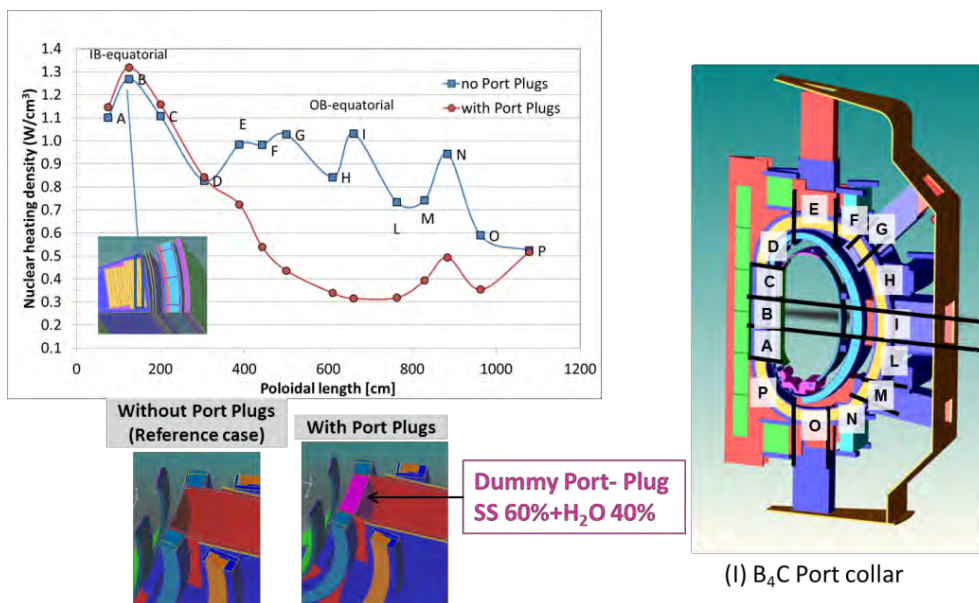 IB-equatorial
OB-equatorial
no Port Plugs
with Port Plugs
Nuclear heating density (W/cm³)
1.4
1.3
1.2
1.1
1.0
0.9
0.8
0.7
0.6
0.5
0.4
0.3
0.2
0.1
A
B
C
D
E
F
G
H
I
L
M
N
O
P
0
200
400
600
800
1000
1200
Poloidal length [cm]
Without Port Plugs
(Reference case)
With Port Plugs
Dummy Port- Plug
SS 60%+H₂O 40%
E
F
G
D
H
C
B
I
A
L
P
M
O
N
(I) B₄C Port collar